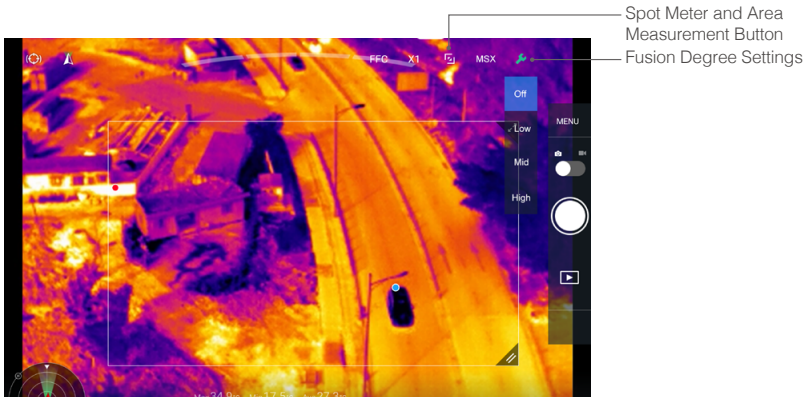 Spot Meter and Area
Measurement Button
Fusion Degree Settings
FFC X1 MSX
Off
Low
Mid
High
MENU